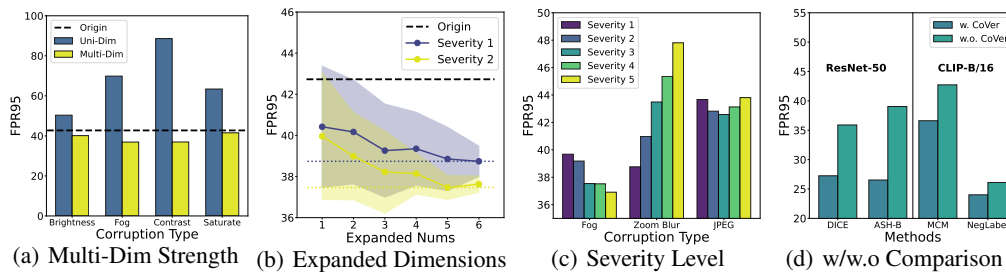 FPR95
100
80
60
40
20
0
Origin
Uni-Dim
Multi-Dim
Brightness
Fog
Contrast
Saturate
Corruption Type
(a) Multi-Dim Strength
FPR95
42
40
38
36
Origin
Severity 1
Severity 2
1 2 3 4 5 6
Expanded Nums
(b) Expanded Dimensions
FPR95
50
48
46
44
42
40
38
36
Severity 1
Severity 2
Severity 3
Severity 4
Severity 5
Fog
Zoom Blur
JPEG
Corruption Type
(c) Severity Level
FPR95
55
50
45
40
35
30
25
20
w. CoVer
w.o. CoVer
ResNet-50
CLIP-B/16
DICE
ASH-B
MCM
NegLabel
Methods
(d) w/w.o Comparison